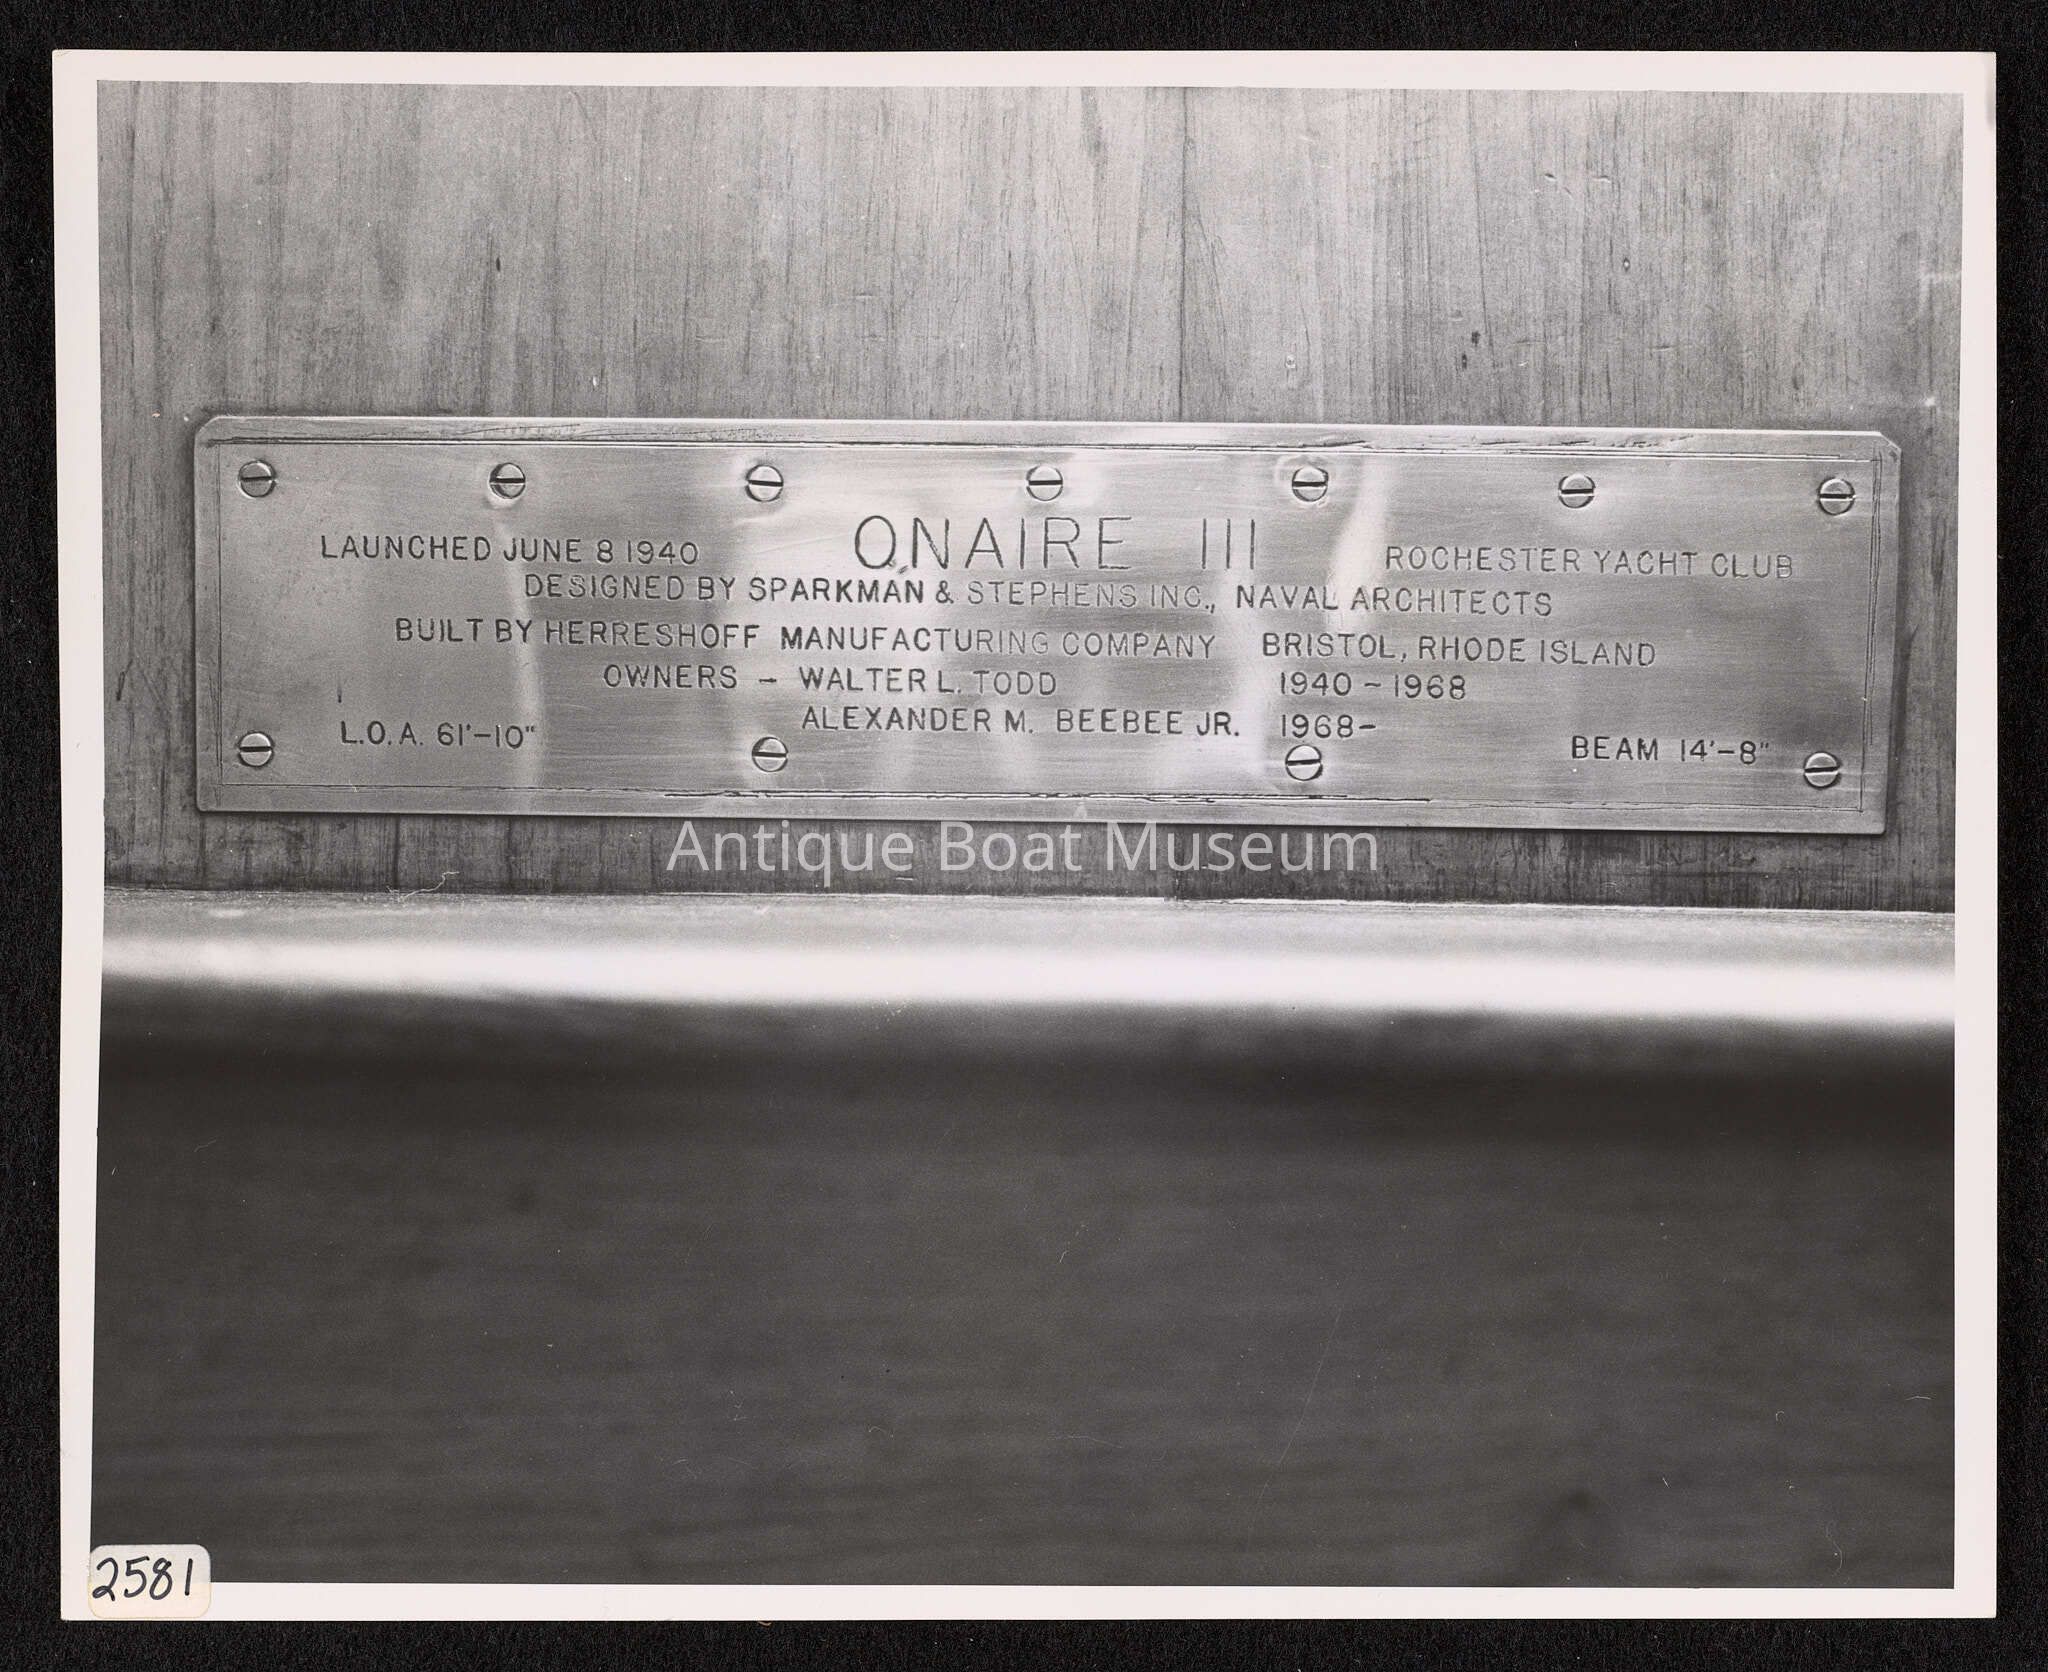 LAUNCHED JUNE 8 1940 ONAIRE III ROCHESTER YACHT CLUB
DESIGNED BY SPARKMAN & STEPHENS INC., NAVAL ARCHITECTS
BUILT BY HERRESHOFF MANUFACTURING COMPANY BRISTOL, RHODE ISLAND
OWNERS - WALTER L. TODD 1940 - 1968
ALEXANDER M. BEEBEE JR. 1968-
L.O.A. 61'-10" BEAM 14'-8"
Antique Boat Museum
2581